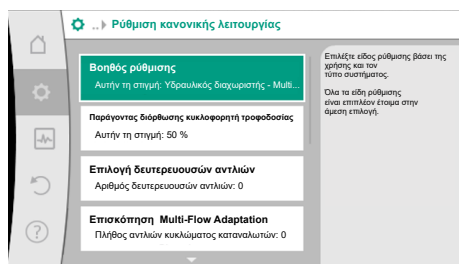 ..▸ Ρύθμιση κανονικής λειτουργίας
Βοηθός ρύθμισης
Αυτήν τη στιγμή: Υδραυλικός διαχωριστής - Multi...
Παράγοντας διόρθωσης κυκλοφορητή τροφοδοσίας
Αυτήν τη στιγμή: 50 %
Επιλογή δευτερευουσών αντλιών
Αριθμός δευτερευουσών αντλιών: 0
Επισκόπηση Multi-Flow Adaptation
Πλήθος αντλιών κυκλώματος καταναλωτών: 0
Επιλέξτε είδος ρύθμισης βάσει της
χρήσης και του
τύπο συστήματος.
Όλα τα είδη ρύθμισης
είναι επιπλέον έτοιμα στην
άμεση επιλογή.